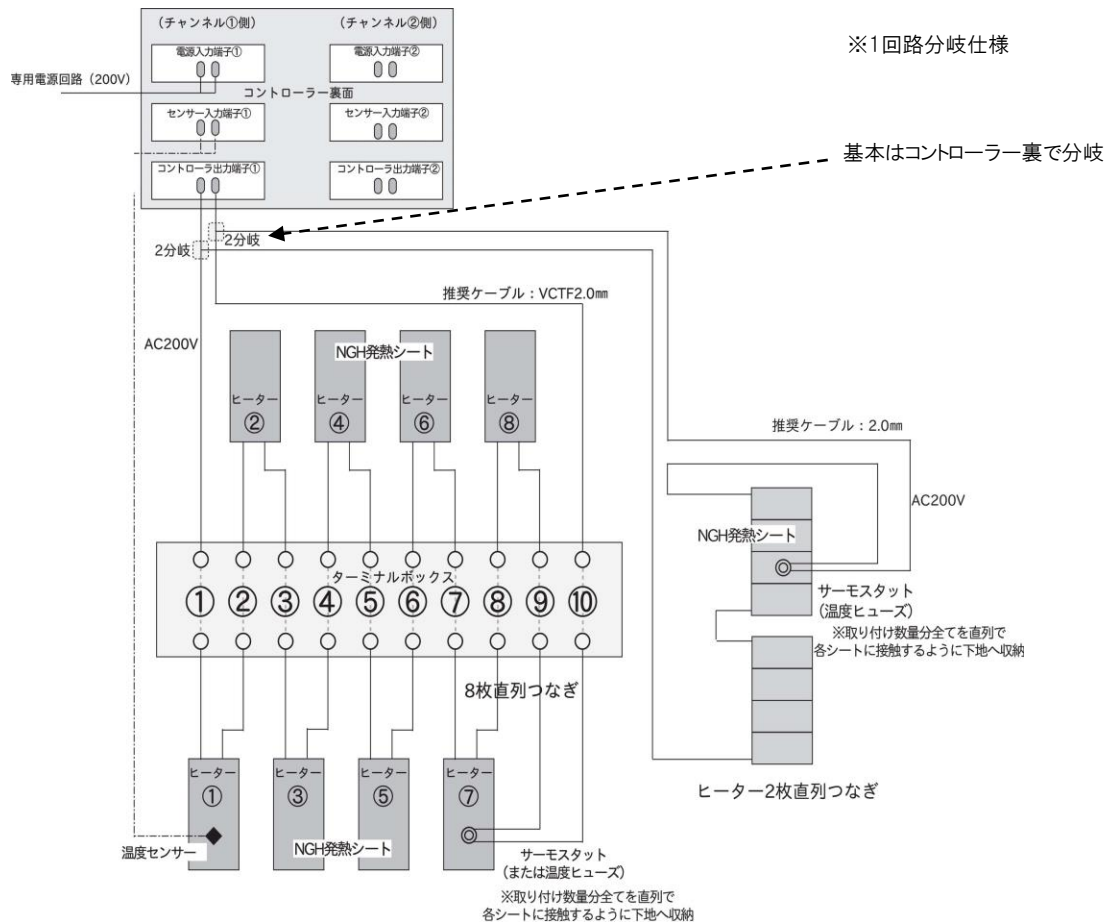 (チャンネル①側)
(チャンネル②側)
※1回路分岐仕様
電源入力端子①
電源入力端子②
専用電源回路(200V)
コントローラー裏面
センサー入力端子①
センサー入力端子②
コントローラ出力端子①
コントローラ出力端子②
基本はコントローラー裏で分岐
2分岐
2分岐
推奨ケーブル:VCTF2.0㎜
AC200V
NGH発熱シート
ヒーター
②
ヒーター
④
ヒーター
⑥
ヒーター
⑧
推奨ケーブル:2.0㎜
AC200V
NGH発熱シート
サーモスタット
(温度ヒューズ)
※取り付け数量分全てを直列で
各シートに接触するように下地へ収納
ターミナルボックス
① ② ③ ④ ⑤ ⑥ ⑦ ⑧ ⑨ ⑩
8枚直列つなぎ
ヒーター
①
ヒーター
③
ヒーター
⑤
ヒーター
⑦
ヒーター2枚直列つなぎ
温度センサー
NGH発熱シート
サーモスタット
(または温度ヒューズ)
※取り付け数量分全てを直列で
各シートに接触するように下地へ収納